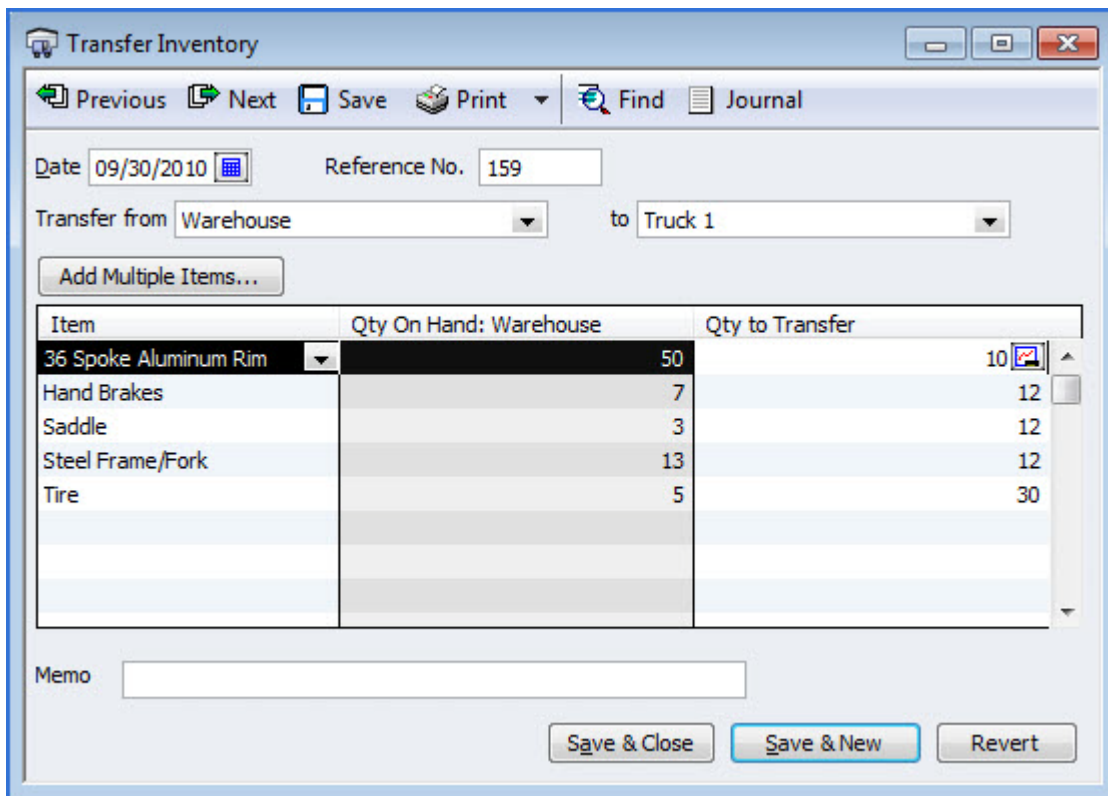 Transfer Inventory
Previous Next Save Print Find Journal
Date 09/30/2010 Reference No. 159
Transfer from Warehouse to Truck 1
Add Multiple Items...
Item Qty On Hand: Warehouse Qty to Transfer
36 Spoke Aluminum Rim 50 10
Hand Brakes 7 12
Saddle 3 12
Steel Frame/Fork 13 12
Tire 5 30
Memo
Save & Close Save & New Revert